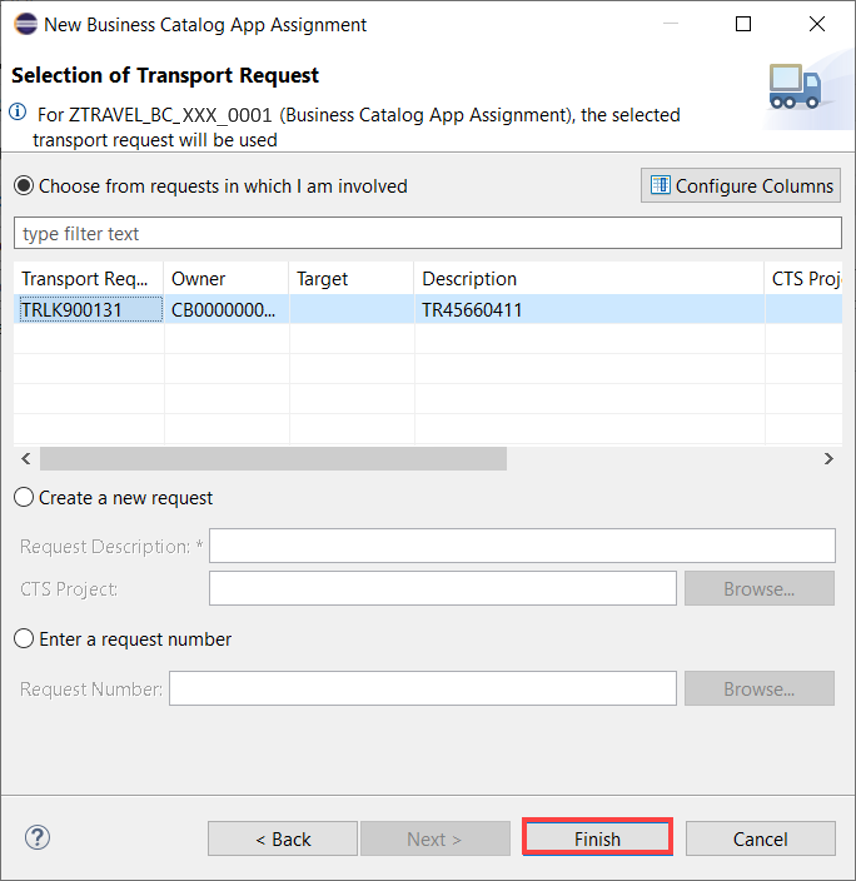 New Business Catalog App Assignment
Selection of Transport Request
For ZTRAVEL_BC_XXX_0001 (Business Catalog App Assignment), the selected
transport request will be used
Choose from requests in which I am involved
Configure Columns
type filter text
Transport Req... Owner Target Description CTS Proj
TRLK900131 CB0000000... TR45660411
Create a new request
Request Description: *
CTS Project: Browse...
Enter a request number
Request Number: Browse...
? < Back Next > Finish Cancel